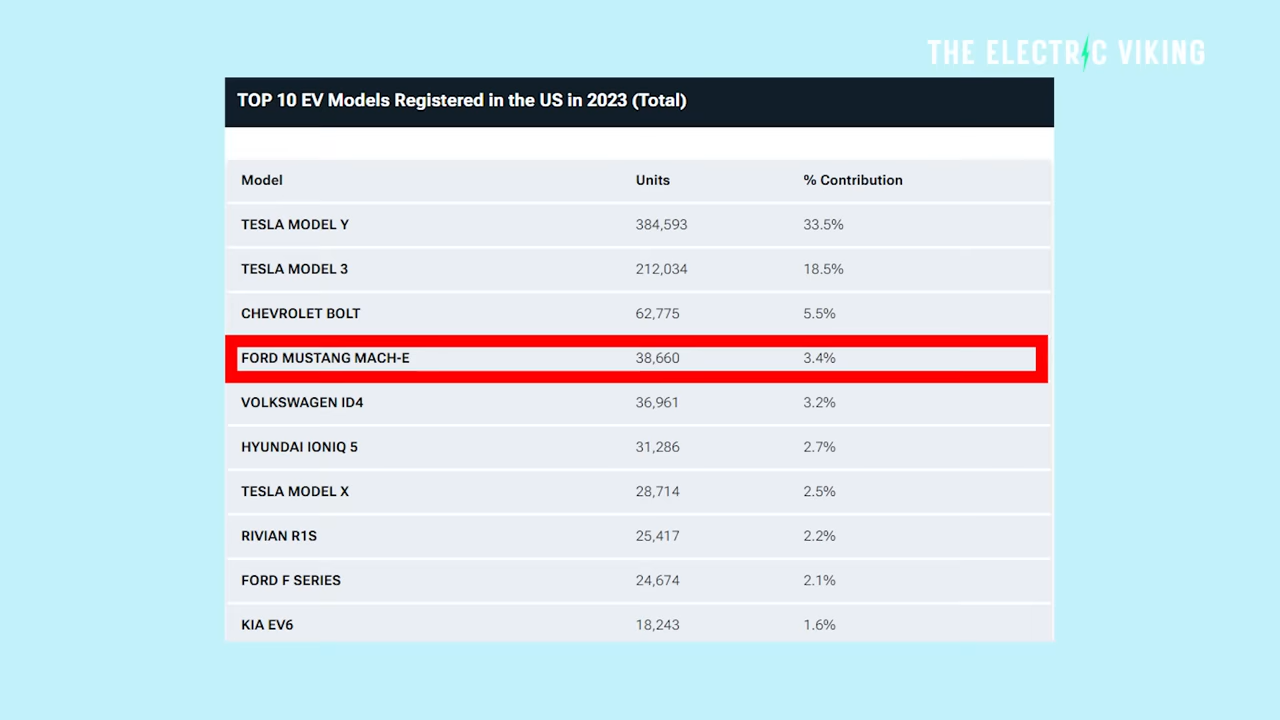 THE ELECTRIC VIKING
TOP 10 EV Models Registered in the US in 2023 (Total)
Model Units % Contribution
TESLA MODEL Y 384,593 33.5%
TESLA MODEL 3 212,034 18.5%
CHEVROLET BOLT 62,775 5.5%
FORD MUSTANG MACH-E 38,660 3.4%
VOLKSWAGEN ID4 36,961 3.2%
HYUNDAI IONIQ 5 31,286 2.7%
TESLA MODEL X 28,714 2.5%
RIVIAN R1S 25,417 2.2%
FORD F SERIES 24,674 2.1%
KIA EV6 18,243 1.6%